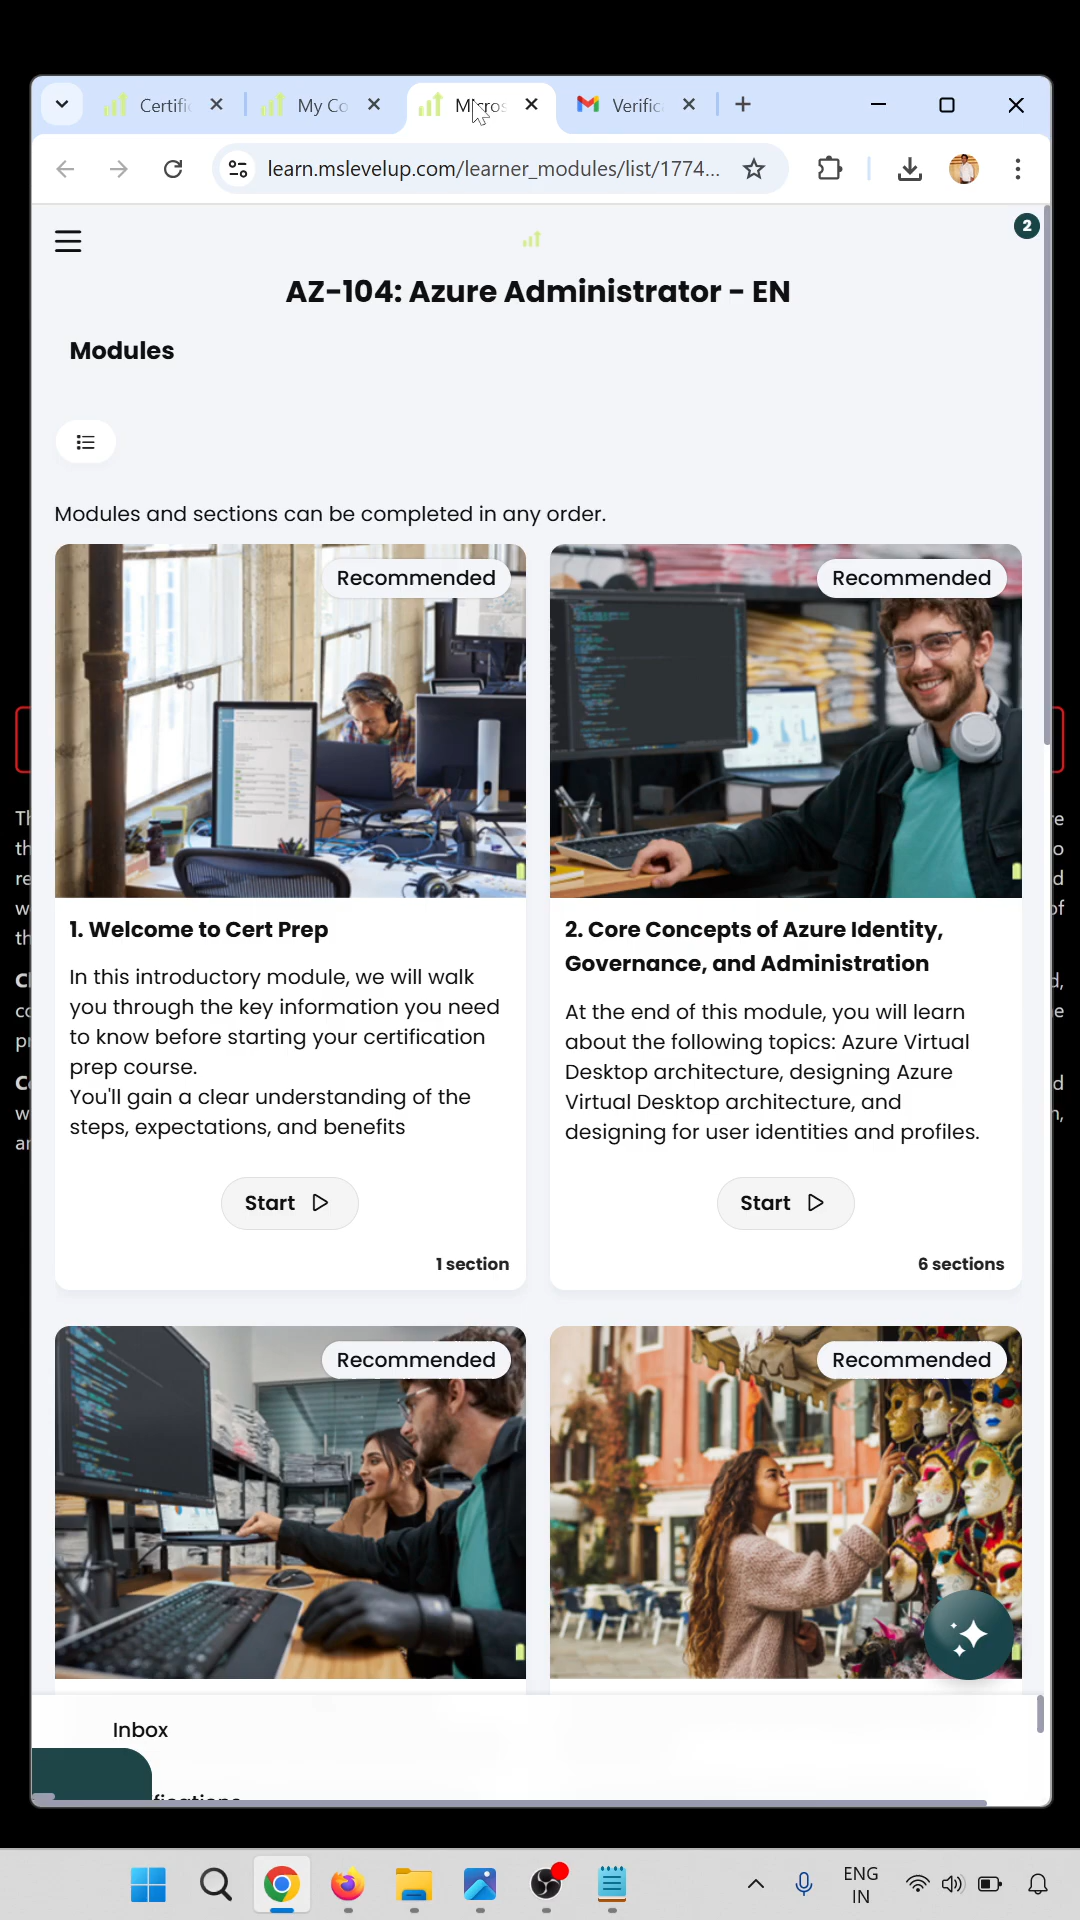 Certifi
My Co
Micros
Verific
learn.mslevelup.com/learner_modules/list/1774...
2
AZ-104: Azure Administrator - EN
Modules
Modules and sections can be completed in any order.
Recommended
Recommended
1. Welcome to Cert Prep
In this introductory module, we will walk
you through the key information you need
to know before starting your certification
prep course.
You'll gain a clear understanding of the
steps, expectations, and benefits
Start
1 section
2. Core Concepts of Azure Identity,
Governance, and Administration
At the end of this module, you will learn
about the following topics: Azure Virtual
Desktop architecture, designing Azure
Virtual Desktop architecture, and
designing for user identities and profiles.
Start
6 sections
Recommended
Recommended
Inbox
ENG
IN